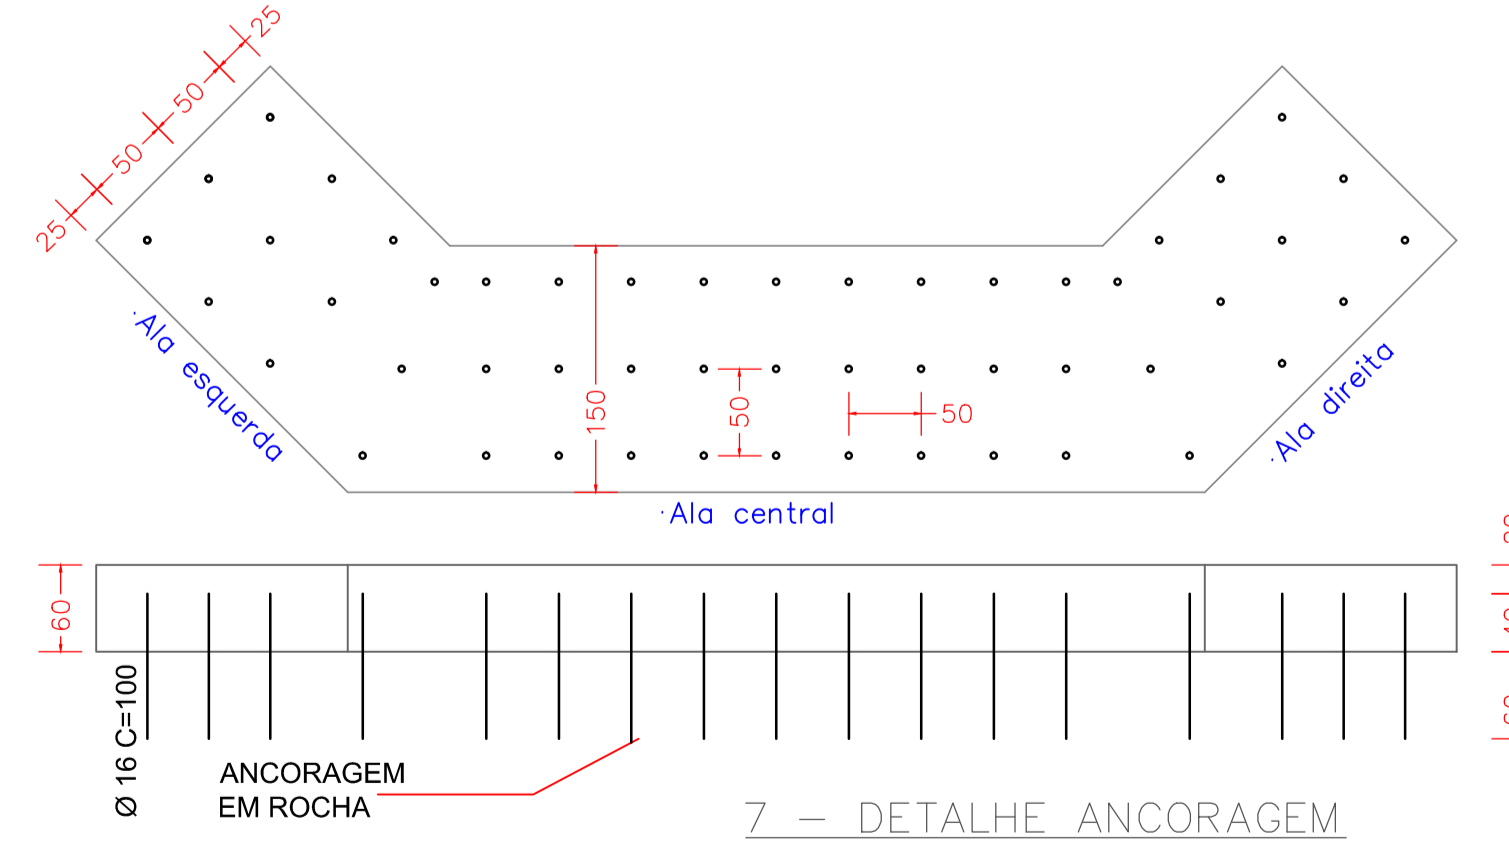 25
50
50
25
Ala esquerda
150
50
50
Ala direita
Ala central
60
Ø 16 C=100
ANCORAGEM
EM ROCHA
7 - DETALHE ANCORAGEM